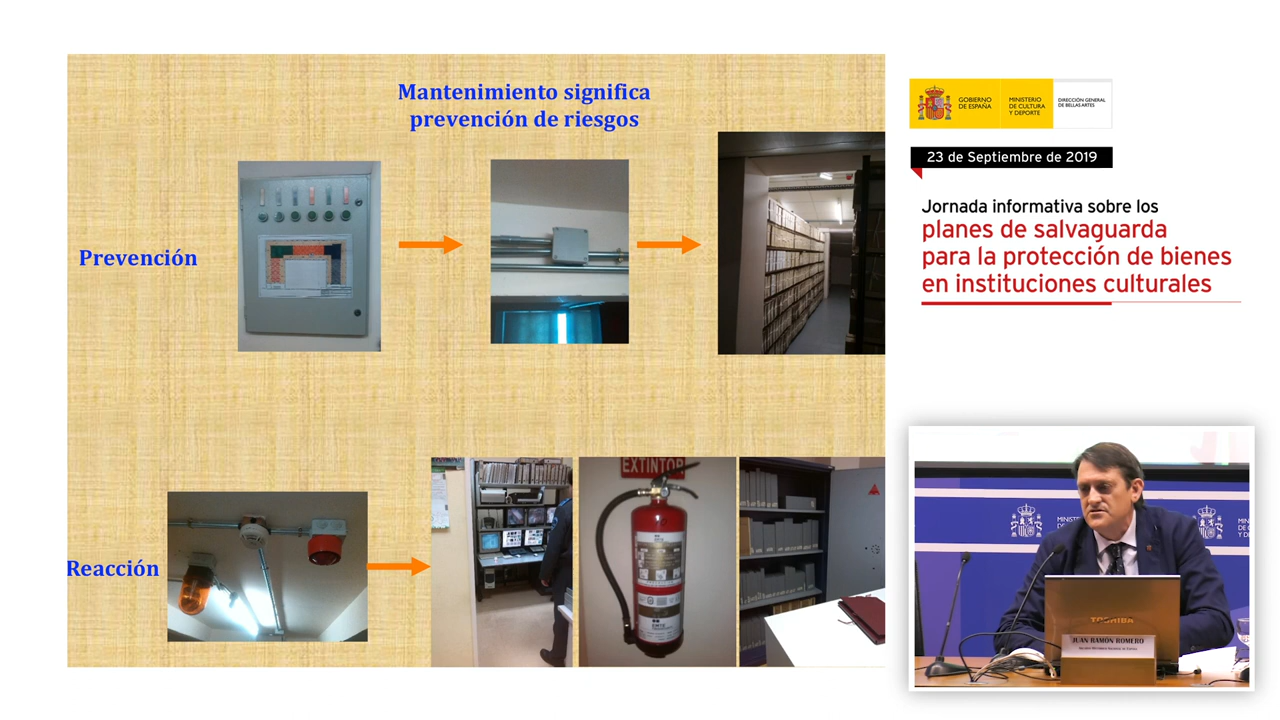 Mantenimiento significa
prevención de riesgos
Prevención
Reacción
EXTINTOR
GOBIERNO
DE ESPAÑA
MINISTERIO
DE CULTURA
Y DEPORTE
DIRECCIÓN GENERAL
DE BELLAS ARTES
23 de Septiembre de 2019
Jornada informativa sobre los
planes de salvaguarda
para la protección de bienes
en instituciones culturales
TOSHIBA
JUAN RAMÓN ROMERO